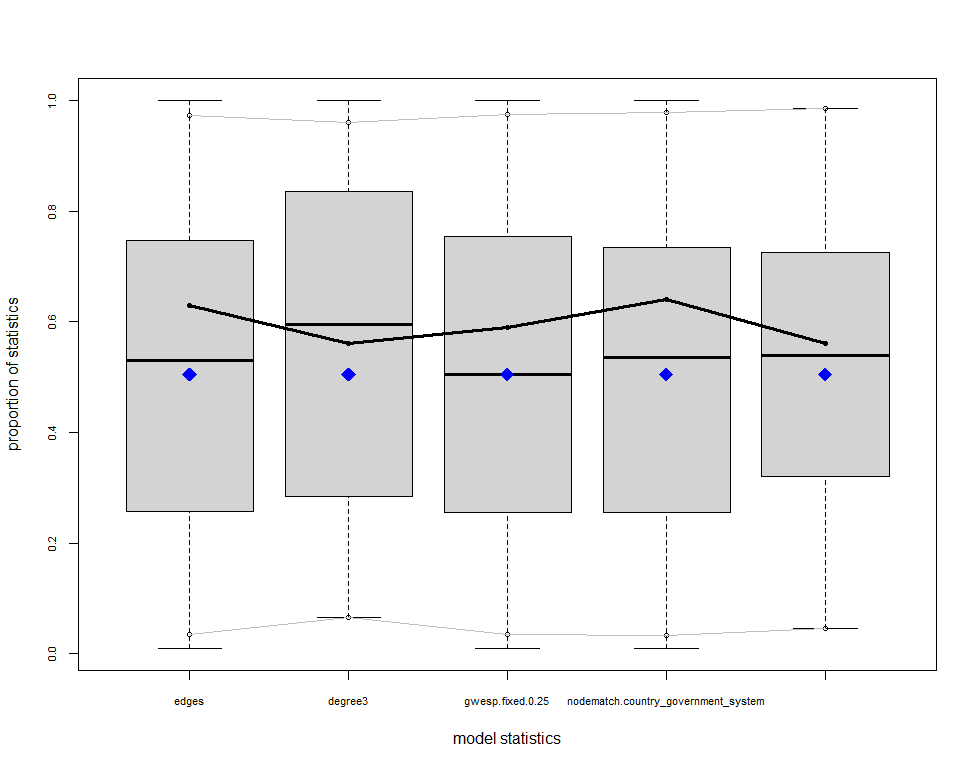 proportion of statistics
1.0
0.8
0.6
0.4
0.2
0.0
edges degree3 gwesp.fixed.0.25 nodematch.country_government_system
model statistics